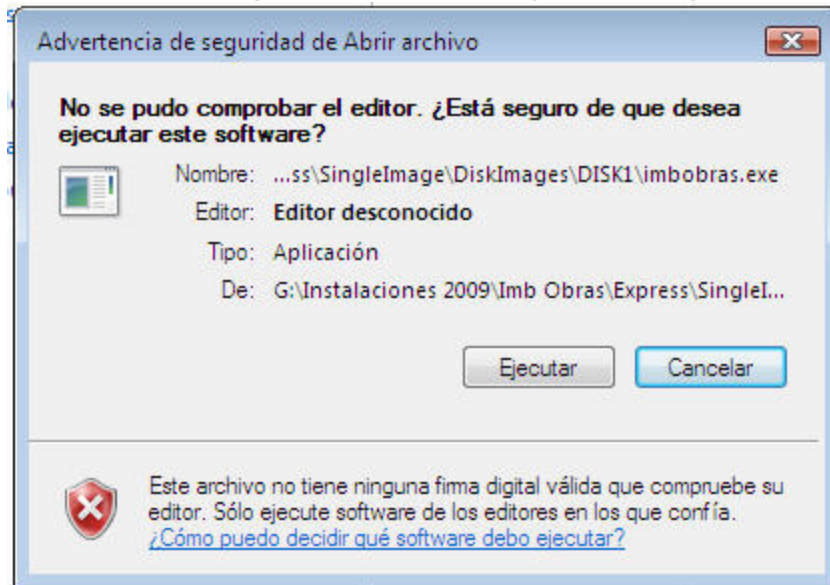 Advertencia de seguridad de Abrir archivo
No se pudo comprobar el editor. ¿Está seguro de que desea
ejecutar este software?
Nombre: ...ss\SingleImage\DiskImages\DISK1\imbobras.exe
Editor: Editor desconocido
Tipo: Aplicación
De: G:\Instalaciones 2009\Imb Obras\Express\SingleI...
Ejecutar Cancelar
Este archivo no tiene ninguna firma digital válida que compruebe su
editor. Sólo ejecute software de los editores en los que confía.
¿Cómo puedo decidir qué software debo ejecutar?